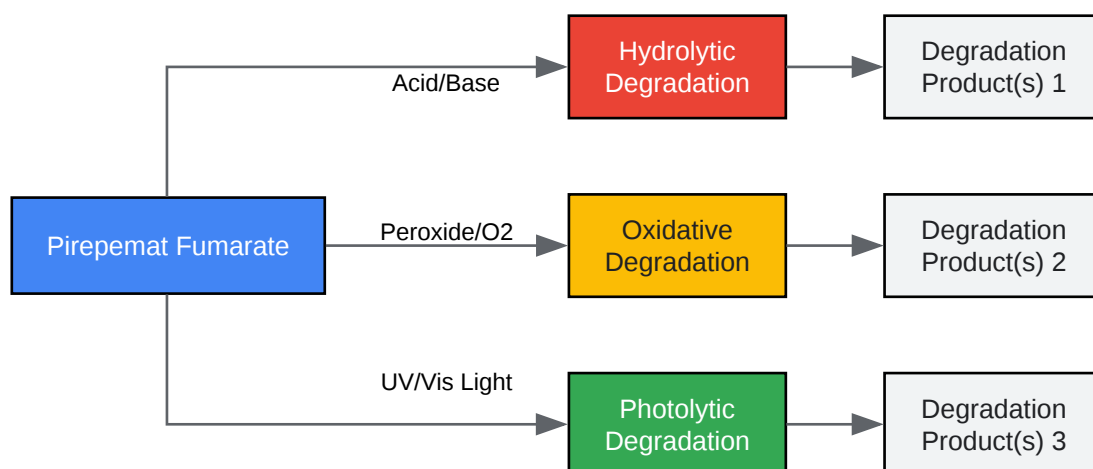 Hydrolytic
Degradation
Degradation
Product(s) 1
Acid/Base
Pirepemat Fumarate
Peroxide/O2
Oxidative
Degradation
Degradation
Product(s) 2
UV/Vis Light
Photolytic
Degradation
Degradation
Product(s) 3